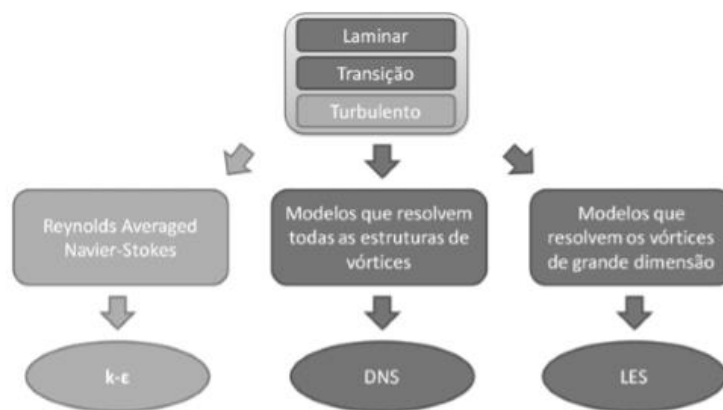 Laminar
Transição
Turbulento
Reynolds Averaged
Navier-Stokes
Modelos que resolvem
todas as estruturas de
vórtices
Modelos que
resolvem os vórtices
de grande dimensão
k-ε
DNS
LES